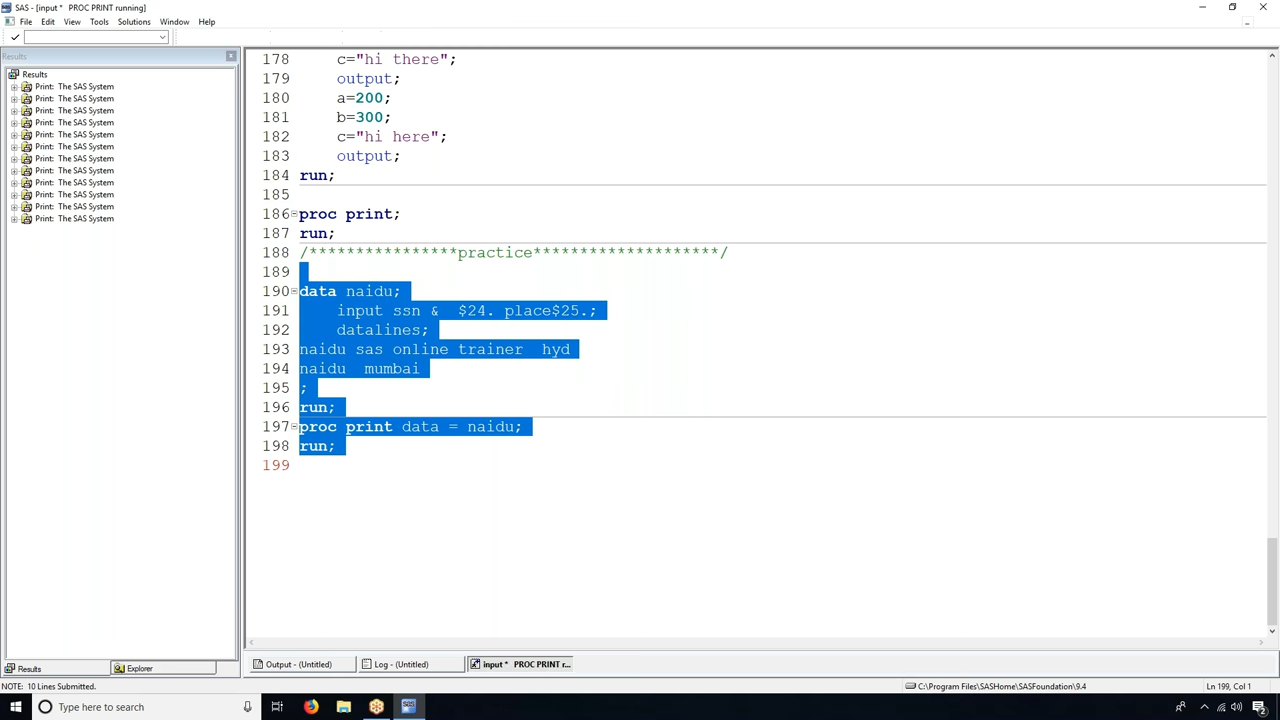 SAS - [input * PROC PRINT running]
File Edit View Tools Solutions Window Help
Results
Results
Print: The SAS System
Print: The SAS System
Print: The SAS System
Print: The SAS System
Print: The SAS System
Print: The SAS System
Print: The SAS System
Print: The SAS System
Print: The SAS System
Print: The SAS System
Print: The SAS System
Print: The SAS System
178 c="hi there";
179 output;
180 a=200;
181 b=300;
182 c="hi here";
183 output;
184 run;
185
186 proc print;
187 run;
188 /****************practice********************/
189
190 data naidu;
191 input ssn & $24. place$25.;
192 datalines;
193 naidu sas online trainer  hyd
194 naidu  mumbai
195 ;
196 run;
197 proc print data = naidu;
198 run;
199
Results Explorer
Output - (Untitled) Log - (Untitled) input * PROC PRINT r...
NOTE: 10 Lines Submitted.
C:\Program Files\SASHome\SASFoundation\9.4
Ln 199, Col 1
Type here to search
SAS
2